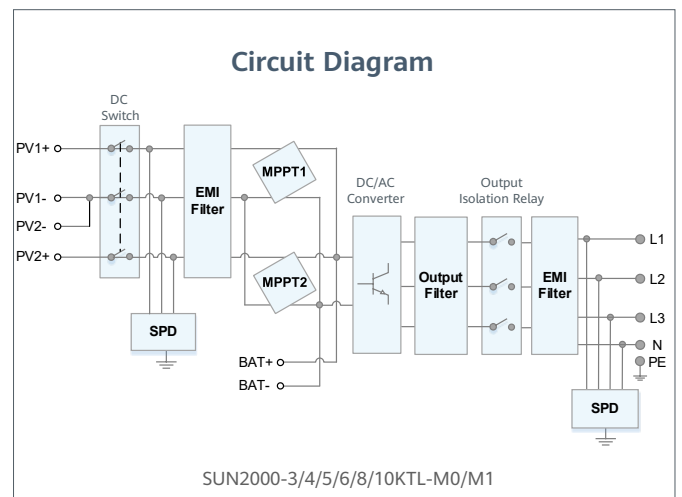 Circuit Diagram
DC
Switch
PV1+
PV1-
PV2-
PV2+
EMI
Filter
MPPT1
MPPT2
SPD
BAT+
BAT-
DC/AC
Converter
Output
Filter
Output
Isolation Relay
EMI
Filter
L1
L2
L3
N
PE
SPD
SUN2000-3/4/5/6/8/10KTL-M0/M1